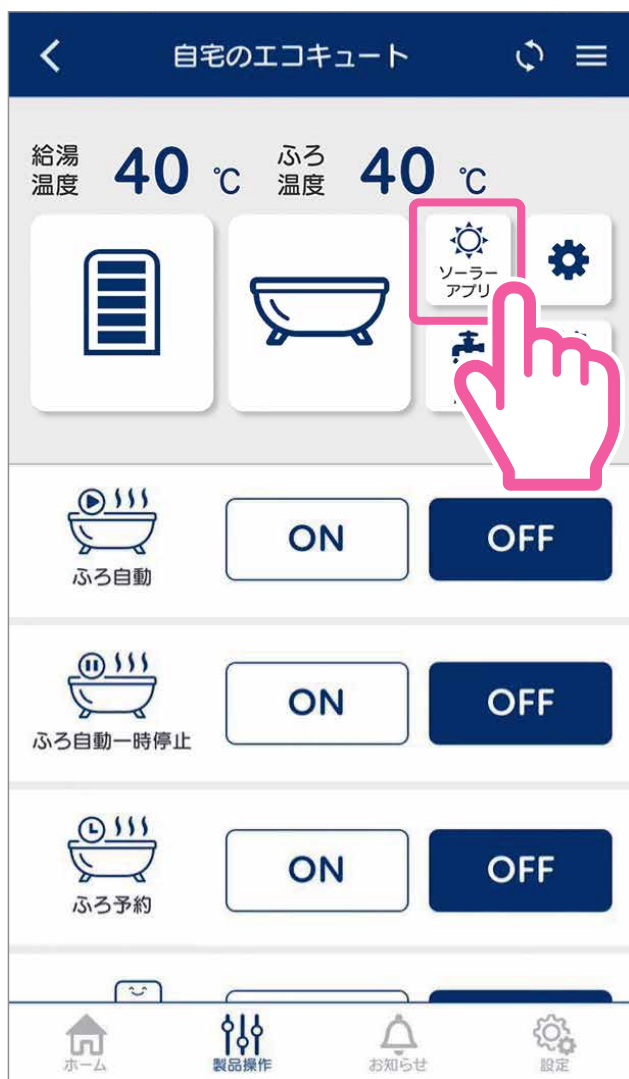 自宅のエコキュート
給湯
温度
40 ℃
ふろ
温度
40 ℃
ソーラー
アプリ
ふろ自動
ON
OFF
ふろ自動一時停止
ON
OFF
ふろ予約
ON
OFF
ホーム
製品操作
お知らせ
設定